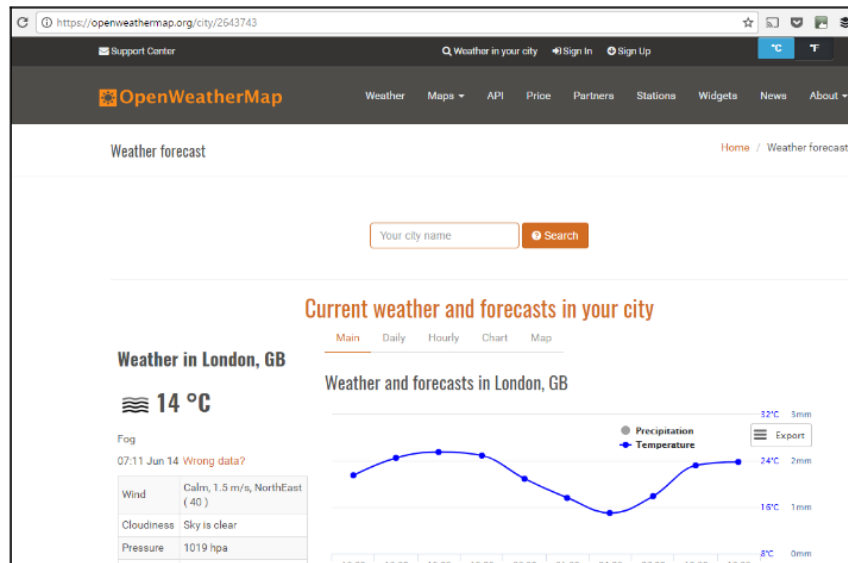 https://openweathermap.org/city/2643743
Support Center Weather in your city Sign In Sign Up °C °F
OpenWeatherMap Weather Maps API Price Partners Stations Widgets News About
Weather forecast Home / Weather forecast
Your city name Search
Current weather and forecasts in your city
Main Daily Hourly Chart Map
Weather in London, GB
Weather and forecasts in London, GB
14 °C
Fog
07:11 Jun 14 Wrong data?
Wind Calm, 1.5 m/s, NorthEast
( 40 )
Cloudiness Sky is clear
Pressure 1019 hpa
Precipitation
Temperature
Export
32°C 3mm
24°C 2mm
16°C 1mm
8°C 0mm